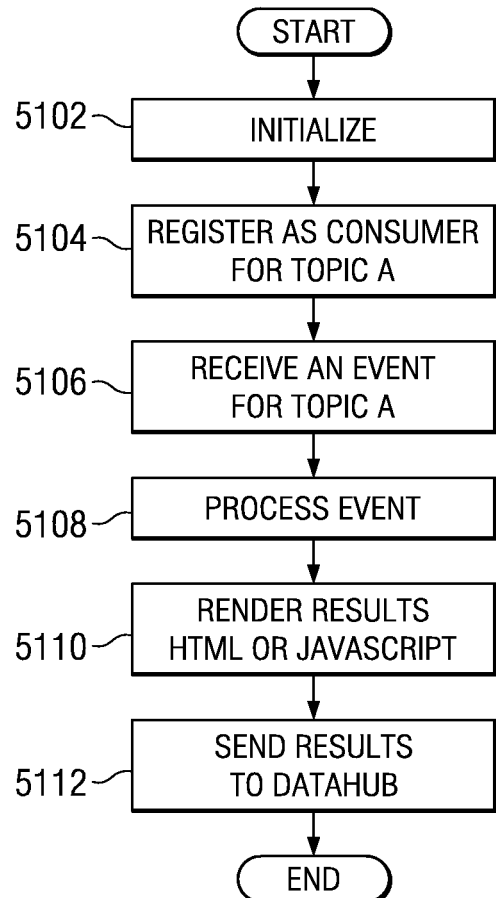 START
5102
INITIALIZE
5104
REGISTER AS CONSUMER
FOR TOPIC A
5106
RECEIVE AN EVENT
FOR TOPIC A
5108
PROCESS EVENT
5110
RENDER RESULTS
HTML OR JAVASCRIPT
5112
SEND RESULTS
TO DATAHUB
END